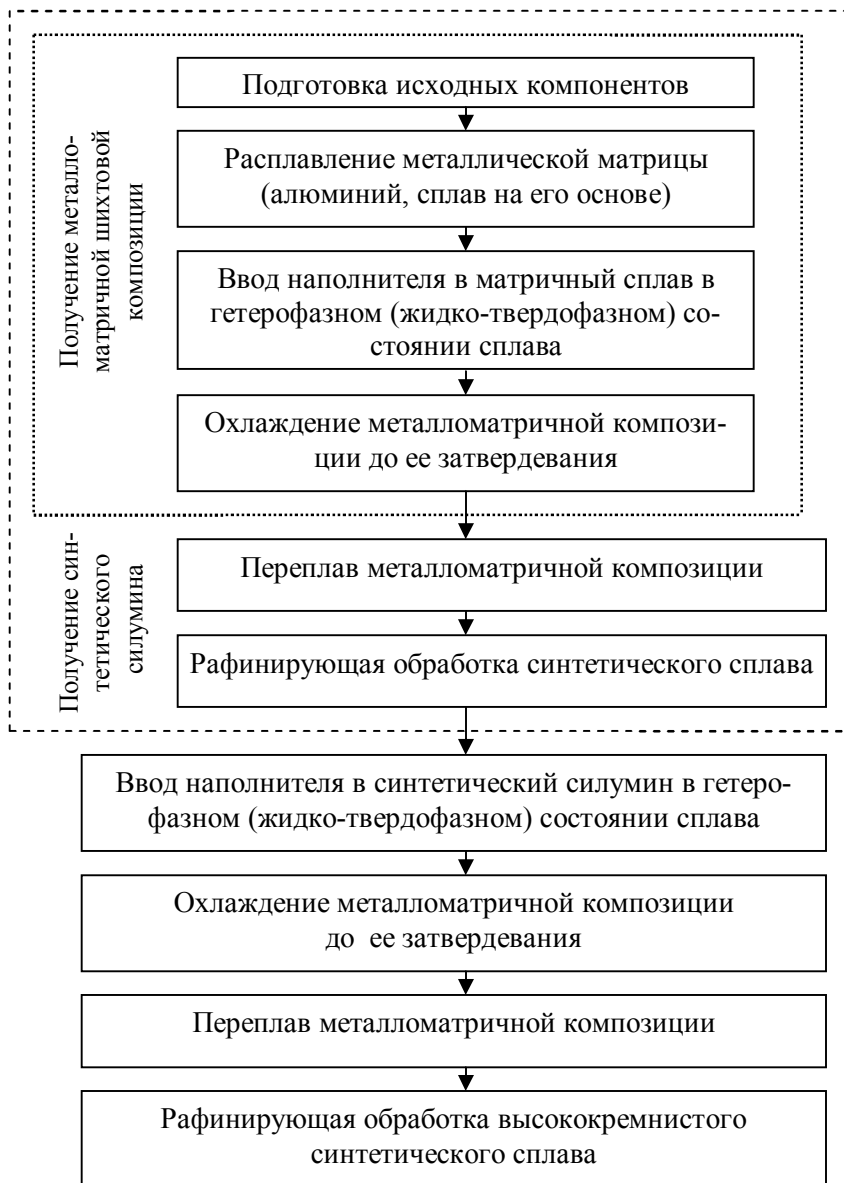 Подготовка исходных компонентов
Расплавление металлической матрицы
(алюминий, сплав на его основе)
Ввод наполнителя в матричный сплав в
гетерофазном (жидко-твердофазном) со-
стоянии сплава
Охлаждение металломатричной компози-
ции до ее затвердевания
Получение металло-
матричной шихтовой
композиции
Переплав металломатричной композиции
Рафинирующая обработка синтетического сплава
Получение син-
тетического
силумина
Ввод наполнителя в синтетический силумин в гетеро-
фазном (жидко-твердофазном) состоянии сплава
Охлаждение металломатричной композиции
до ее затвердевания
Переплав металломатричной композиции
Рафинирующая обработка высококремнистого
синтетического сплава